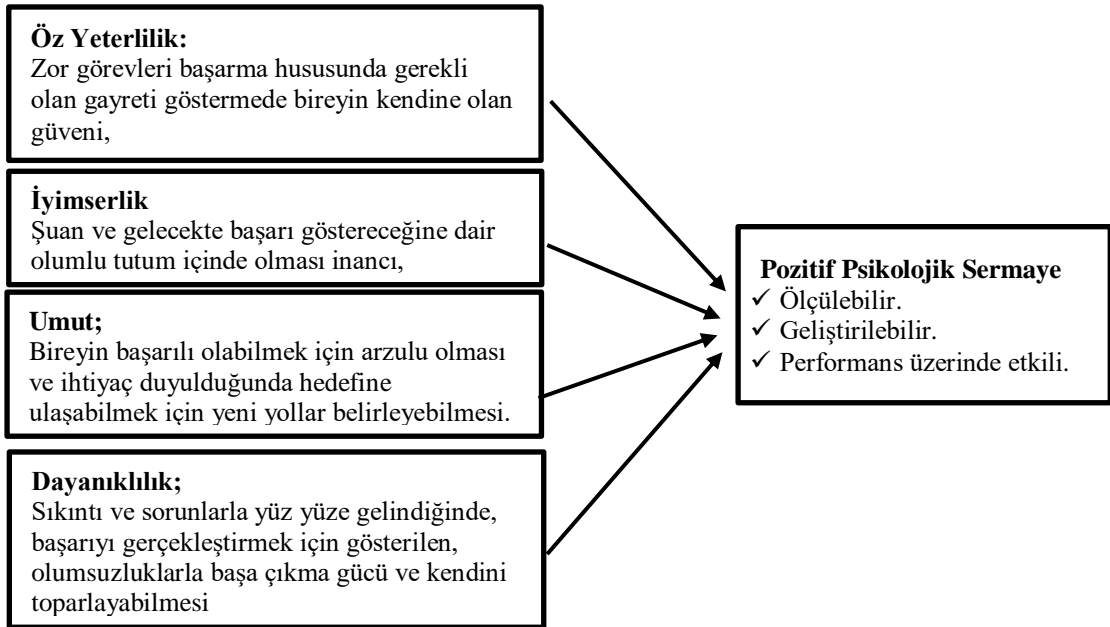 Öz Yeterlilik:
Zor görevleri başarma hususunda gerekli
olan gayreti göstermede bireyin kendine olan
güveni,
İyimserlik
Şuan ve gelecekte başarı göstereceğine dair
olumlu tutum içinde olması inancı,
Umut;
Bireyin başarılı olabilmek için arzulu olması
ve ihtiyaç duyulduğunda hedefine
ulaşabilmek için yeni yollar belirleyebilmesi.
Dayanıklılık;
Sıkıntı ve sorunlarla yüz yüze gelindiğinde,
başarıyı gerçekleştirmek için gösterilen,
olumsuzluklarla başa çıkma gücü ve kendini
toparlayabilmesi
Pozitif Psikolojik Sermaye
✓ Ölçülebilir.
✓ Geliştirilebilir.
✓ Performans üzerinde etkili.